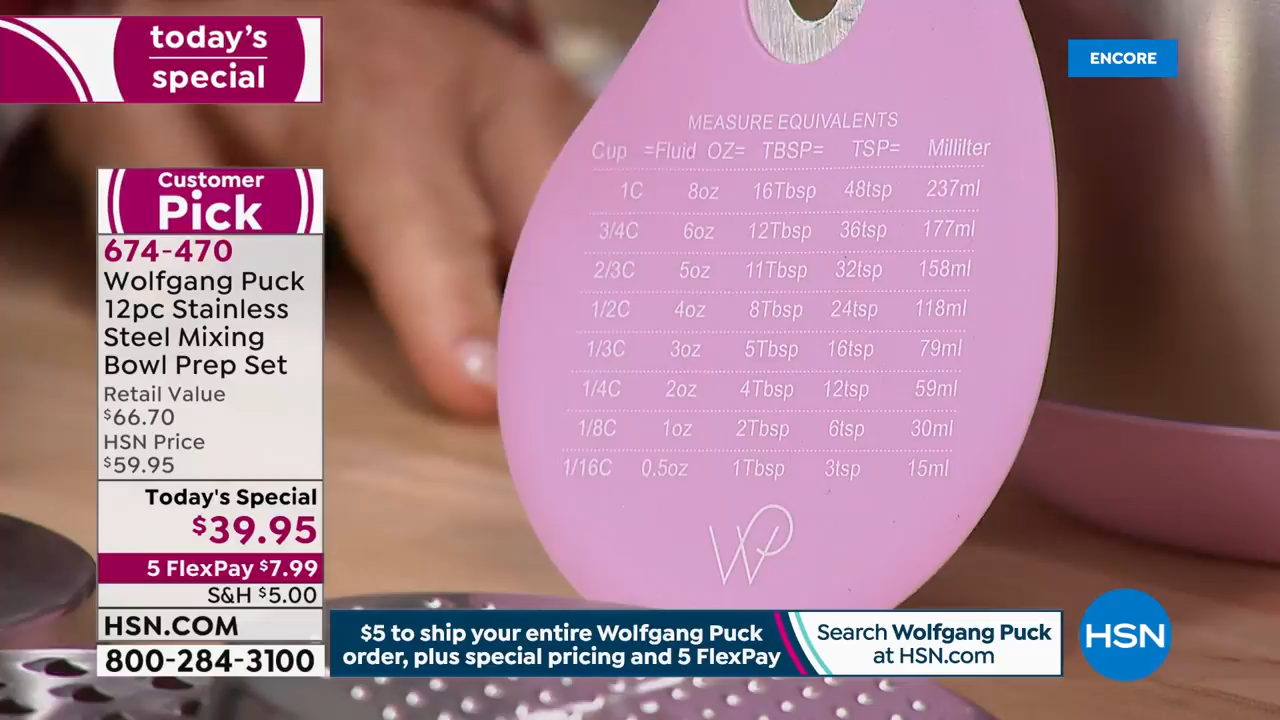 today's
special
ENCORE
Customer
Pick
674-470
Wolfgang Puck
12pc Stainless
Steel Mixing
Bowl Prep Set
Retail Value
$66.70
HSN Price
$59.95
Today's Special
$39.95
5 FlexPay $7.99
S&H $5.00
HSN.COM
800-284-3100
MEASURE EQUIVALENTS
Cup =Fluid OZ= TBSP= TSP= Millilter
1C 8oz 16Tbsp 48tsp 237ml
3/4C 6oz 12Tbsp 36tsp 177ml
2/3C 5oz 11Tbsp 32tsp 158ml
1/2C 4oz 8Tbsp 24tsp 118ml
1/3C 3oz 5Tbsp 16tsp 79ml
1/4C 2oz 4Tbsp 12tsp 59ml
1/8C 1oz 2Tbsp 6tsp 30ml
1/16C 0.5oz 1Tbsp 3tsp 15ml
WP
$5 to ship your entire Wolfgang Puck
order, plus special pricing and 5 FlexPay
Search Wolfgang Puck
at HSN.com
HSN